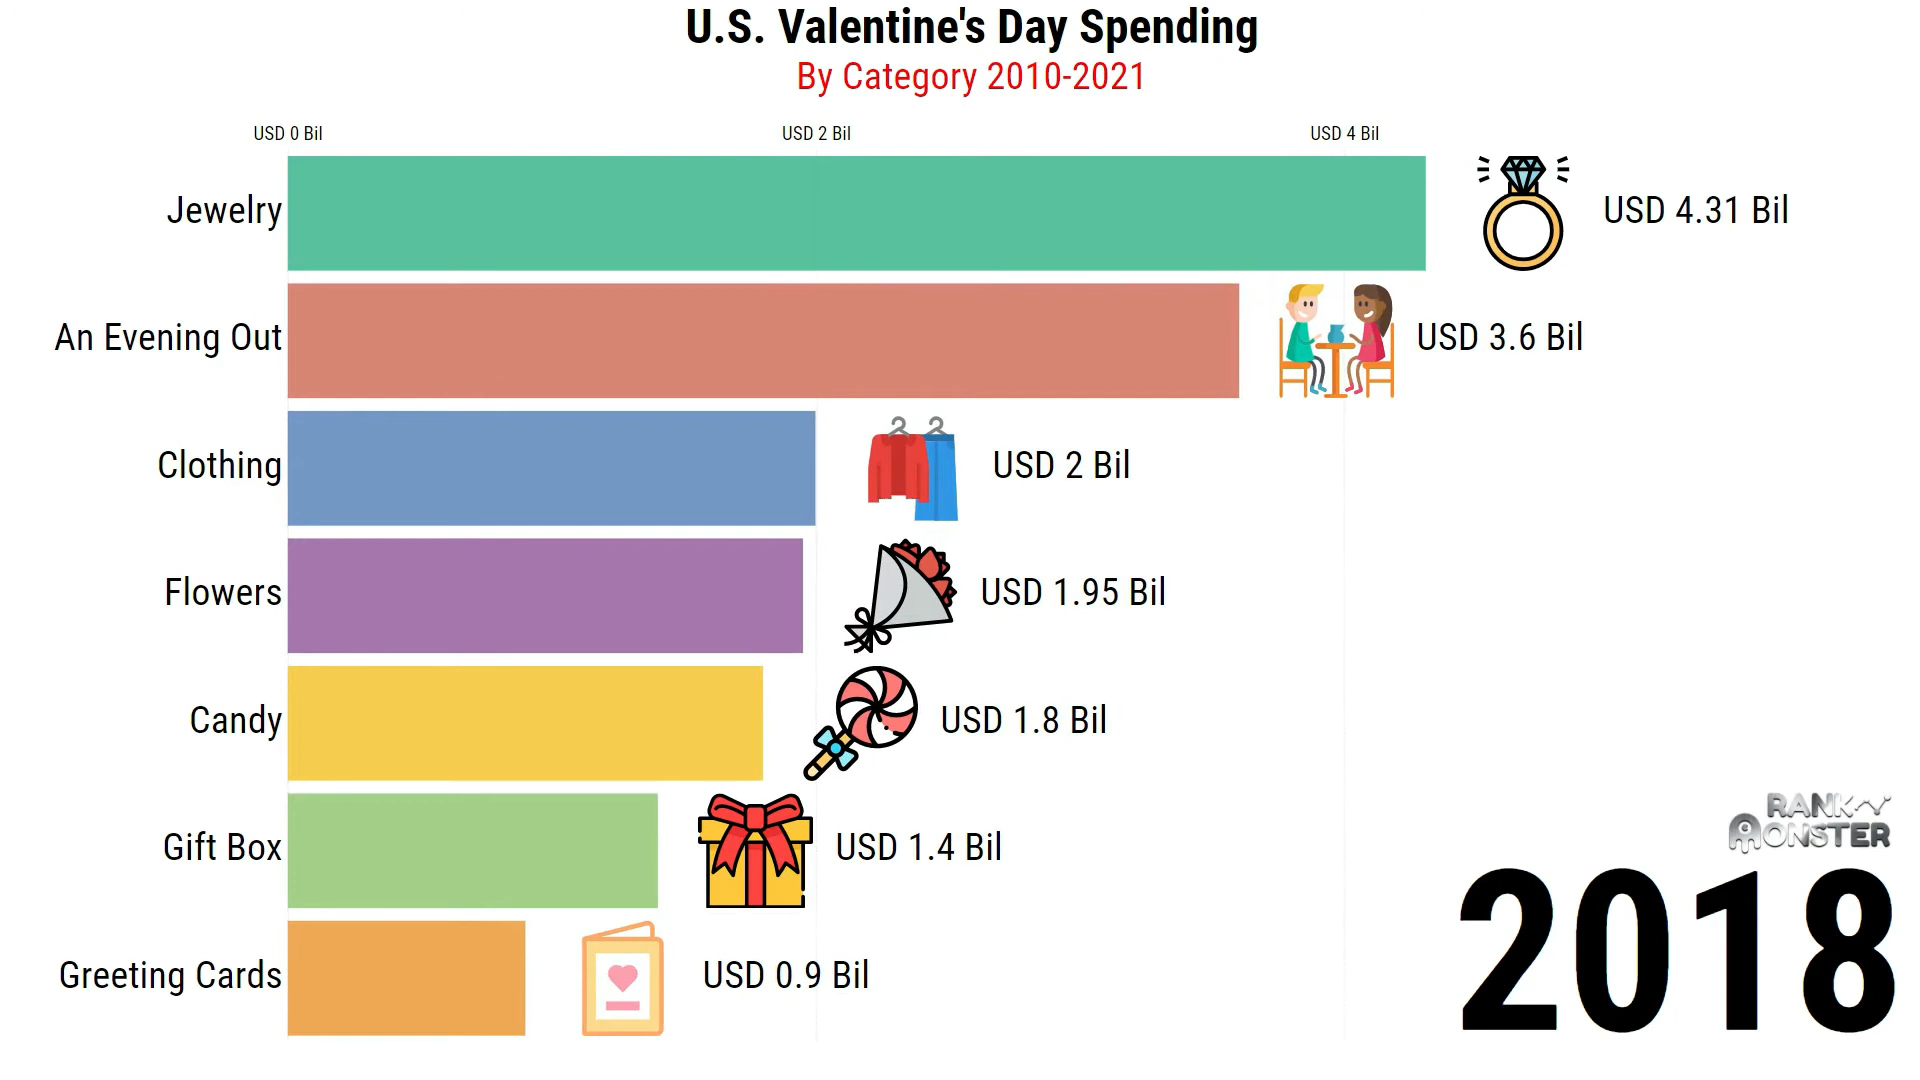 U.S. Valentine's Day Spending
By Category 2010-2021
USD 0 Bil USD 2 Bil USD 4 Bil
Jewelry USD 4.31 Bil
An Evening Out USD 3.6 Bil
Clothing USD 2 Bil
Flowers USD 1.95 Bil
Candy USD 1.8 Bil
Gift Box USD 1.4 Bil
Greeting Cards USD 0.9 Bil
RANK
MONSTER
2018